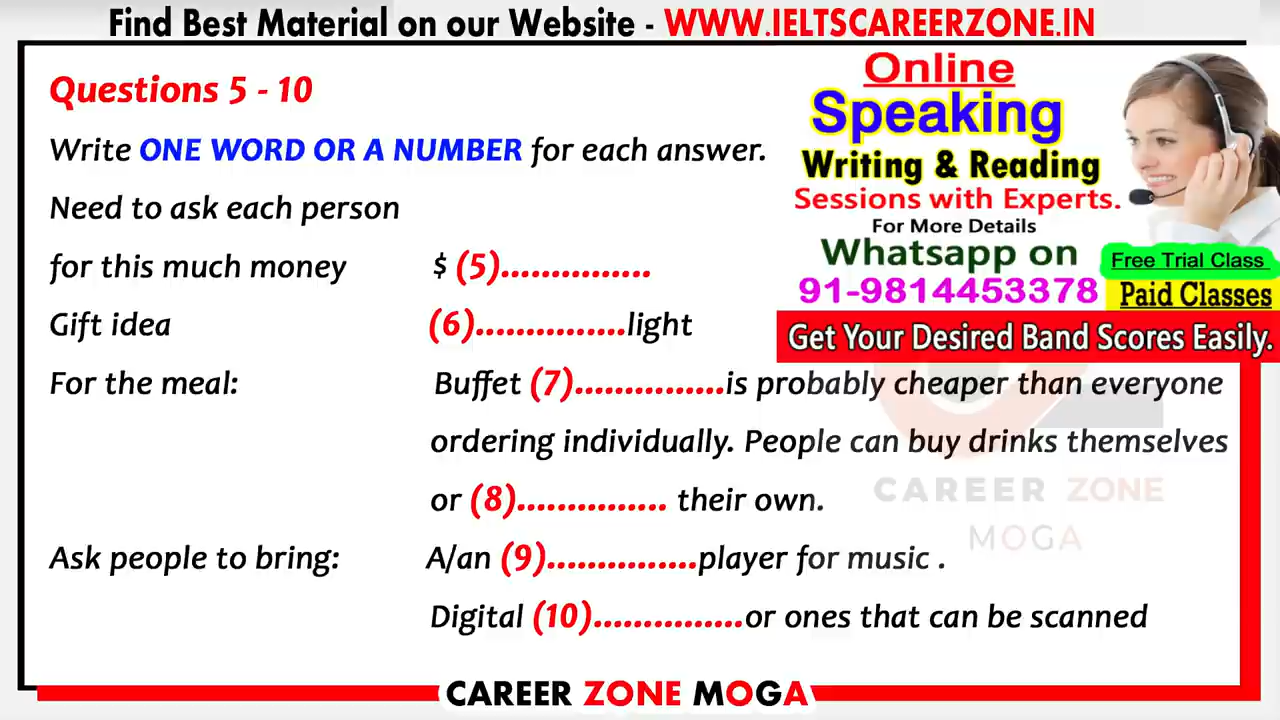 Find Best Material on our Website - WWW.IELTSCAREERZONE.IN
Questions 5 - 10
Write ONE WORD OR A NUMBER for each answer.
Need to ask each person
for this much money $ (5)...............
Gift idea (6)...............light
For the meal: Buffet (7)...............is probably cheaper than everyone
ordering individually. People can buy drinks themselves
or (8)............... their own.
Ask people to bring: A/an (9)...............player for music .
Digital (10)...............or ones that can be scanned
Online
Speaking
Writing & Reading
Sessions with Experts.
For More Details
Whatsapp on
91-9814453378
Free Trial Class
Paid Classes
Get Your Desired Band Scores Easily.
CAREER ZONE
MOGA
CAREER ZONE MOGA